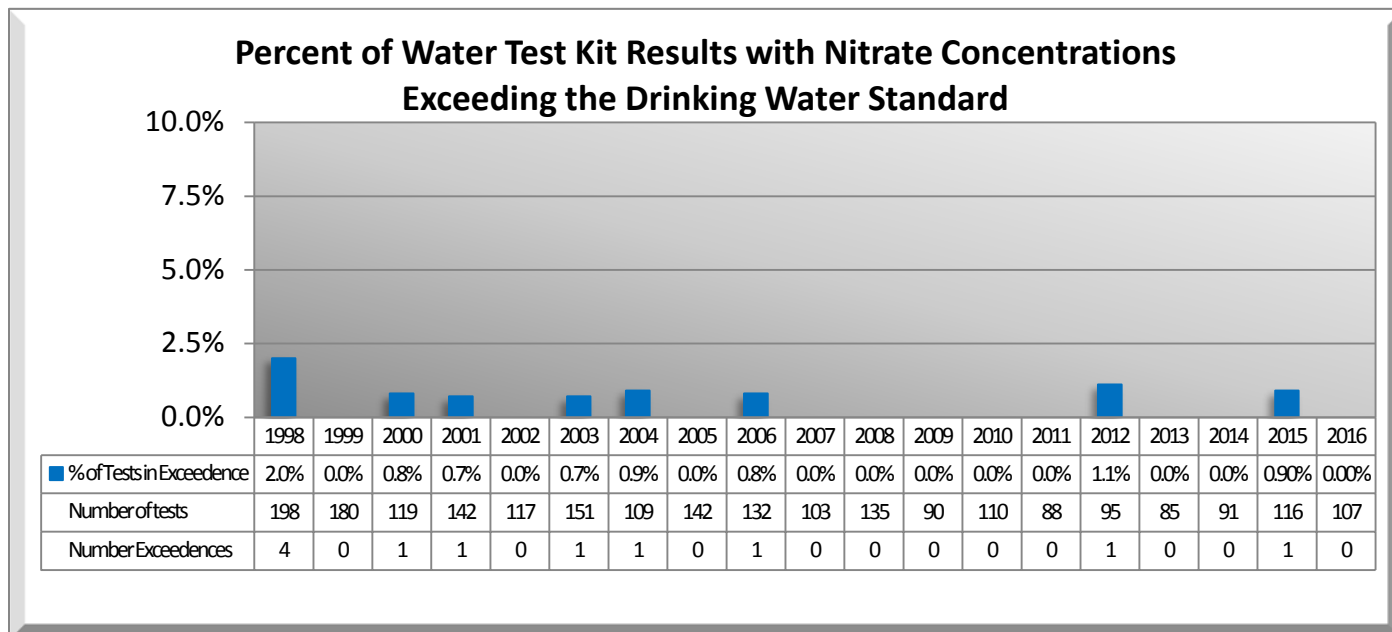 Percent of Water Test Kit Results with Nitrate Concentrations
Exceeding the Drinking Water Standard
10.0%
7.5%
5.0%
2.5%
0.0%
1998 1999 2000 2001 2002 2003 2004 2005 2006 2007 2008 2009 2010 2011 2012 2013 2014 2015 2016
% of Tests in Exceedence 2.0% 0.0% 0.8% 0.7% 0.0% 0.7% 0.9% 0.0% 0.8% 0.0% 0.0% 0.0% 0.0% 0.0% 1.1% 0.0% 0.0% 0.90% 0.00%
Number of tests 198 180 119 142 117 151 109 142 132 103 135 90 110 88 95 85 91 116 107
Number Exceedences 4 0 1 1 0 1 1 0 1 0 0 0 0 0 1 0 0 1 0